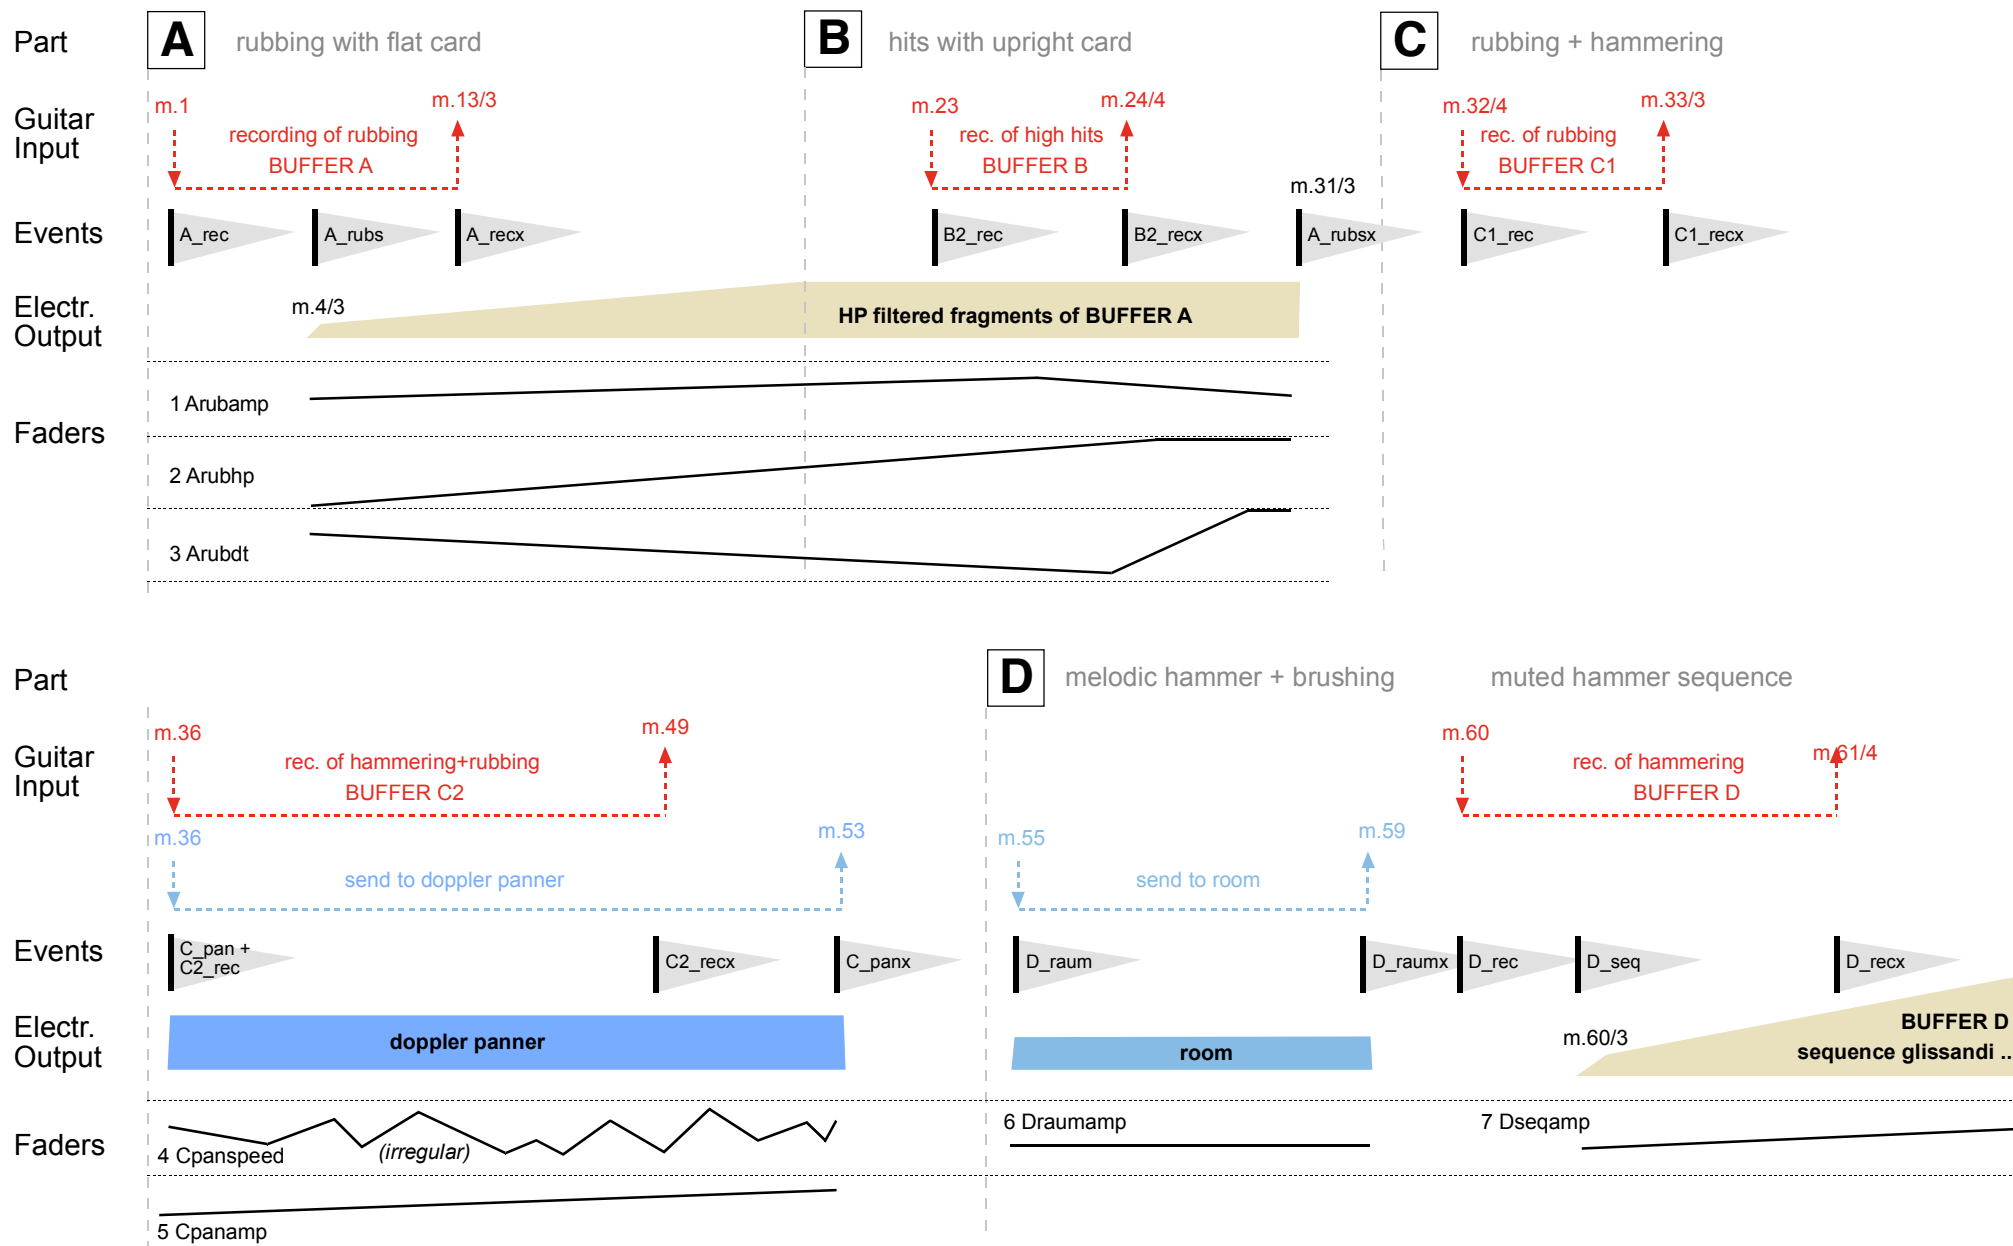 Part
A
rubbing with flat card
B
hits with upright card
C
rubbing + hammering
Guitar
Input
m.1
m.13/3
recording of rubbing
BUFFER A
m.23
m.24/4
rec. of high hits
BUFFER B
m.32/4
m.33/3
rec. of rubbing
BUFFER C1
m.31/3
Events
A_rec
A_rubs
A_recx
B2_rec
B2_recx
A_rubsx
C1_rec
C1_recx
Electr.
Output
m.4/3
HP filtered fragments of BUFFER A
Faders
1 Arubamp
2 Arubhp
3 Arubdt
Part
D
melodic hammer + brushing
muted hammer sequence
Guitar
Input
m.36
m.49
rec. of hammering+rubbing
BUFFER C2
m.60
m.61/4
rec. of hammering
BUFFER D
m.36
m.53
send to doppler panner
m.55
m.59
send to room
Events
C_pan +
C2_rec
C2_recx
C_panx
D_raum
D_raumx
D_rec
D_seq
D_recx
Electr.
Output
doppler panner
room
m.60/3
BUFFER D
sequence glissandi ..
Faders
4 Cpanspeed
(irregular)
6 Draumamp
7 Dseqamp
5 Cpanamp